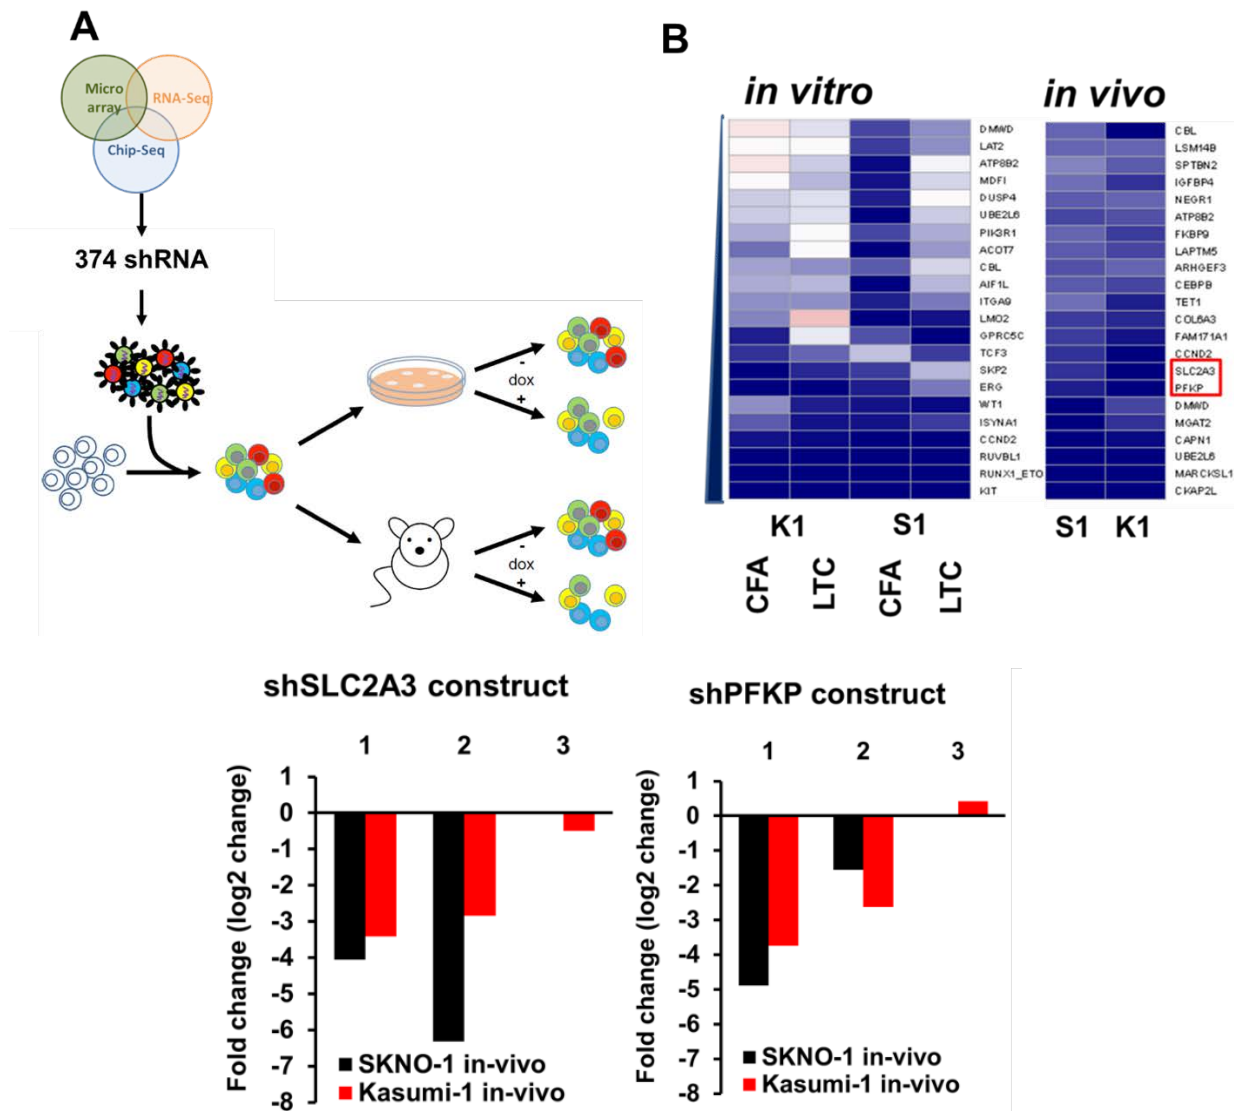 A
Micro
array
RNA-Seq
Chip-Seq
374 shRNA
-
dox
+
-
dox
+
B
in vitro
in vivo
DMWD
LAT2
ATP8B2
MDFI
DUSP4
UBE2L6
PIK3R1
ACOT7
CBL
AIF1L
ITGA9
LMO2
GPRC5C
TCF3
SKP2
ERG
WT1
ISYNA1
CCND2
RUVBL1
RUNX1_ETO
KIT
CBL
LSM14B
SPTBN2
IGFBP4
NEGR1
ATP8B2
FKBP9
LAPTM5
ARHGEF3
CEBPB
TET1
COL6A3
FAM171A1
CCND2
SLC2A3
PFKP
DMWD
MGAT2
CAPN1
UBE2L6
MARCKSL1
CKAP2L
K1 S1
CFA LTC CFA LTC
S1 K1
shSLC2A3 construct
1 2 3
Fold change (log2 change)
1
0
-1
-2
-3
-4
-5
-6
-7
-8
SKNO-1 in-vivo
Kasumi-1 in-vivo
shPFKP construct
1 2 3
Fold change (log2 change)
1
0
-1
-2
-3
-4
-5
-6
-7
-8
SKNO-1 in-vivo
Kasumi-1 in-vivo